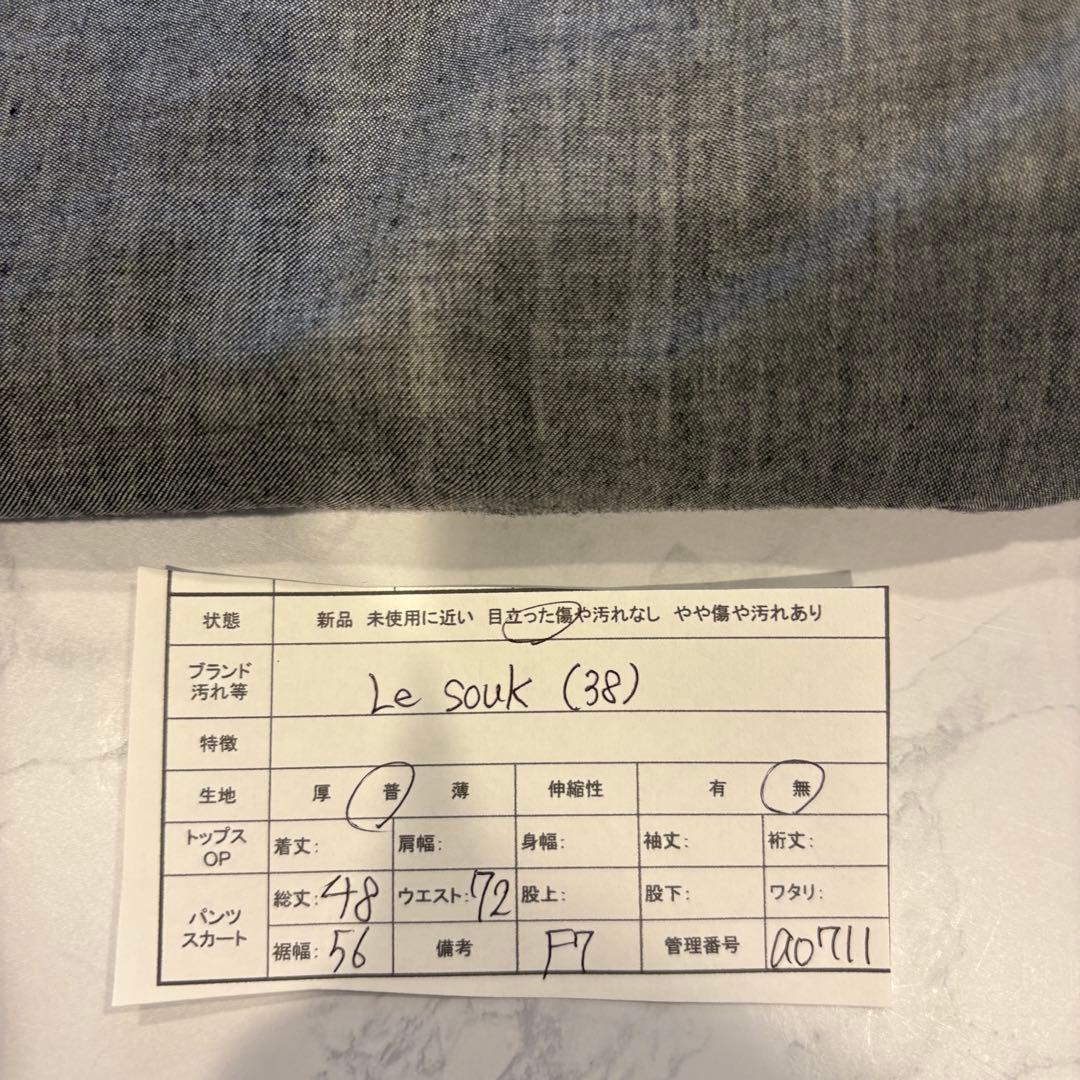 状態 新品 未使用に近い 目立った傷や汚れなし やや傷や汚れあり
ブランド
汚れ等
Le souk (38)
特徴
生地 厚 普 薄 伸縮性 有 無
トップス
OP
着丈: 肩幅: 身幅: 袖丈: 裄丈:
パンツ
スカート
総丈:48 ウエスト:72 股上: 股下: ワタリ:
裾幅:56 備考 F7 管理番号 a0711